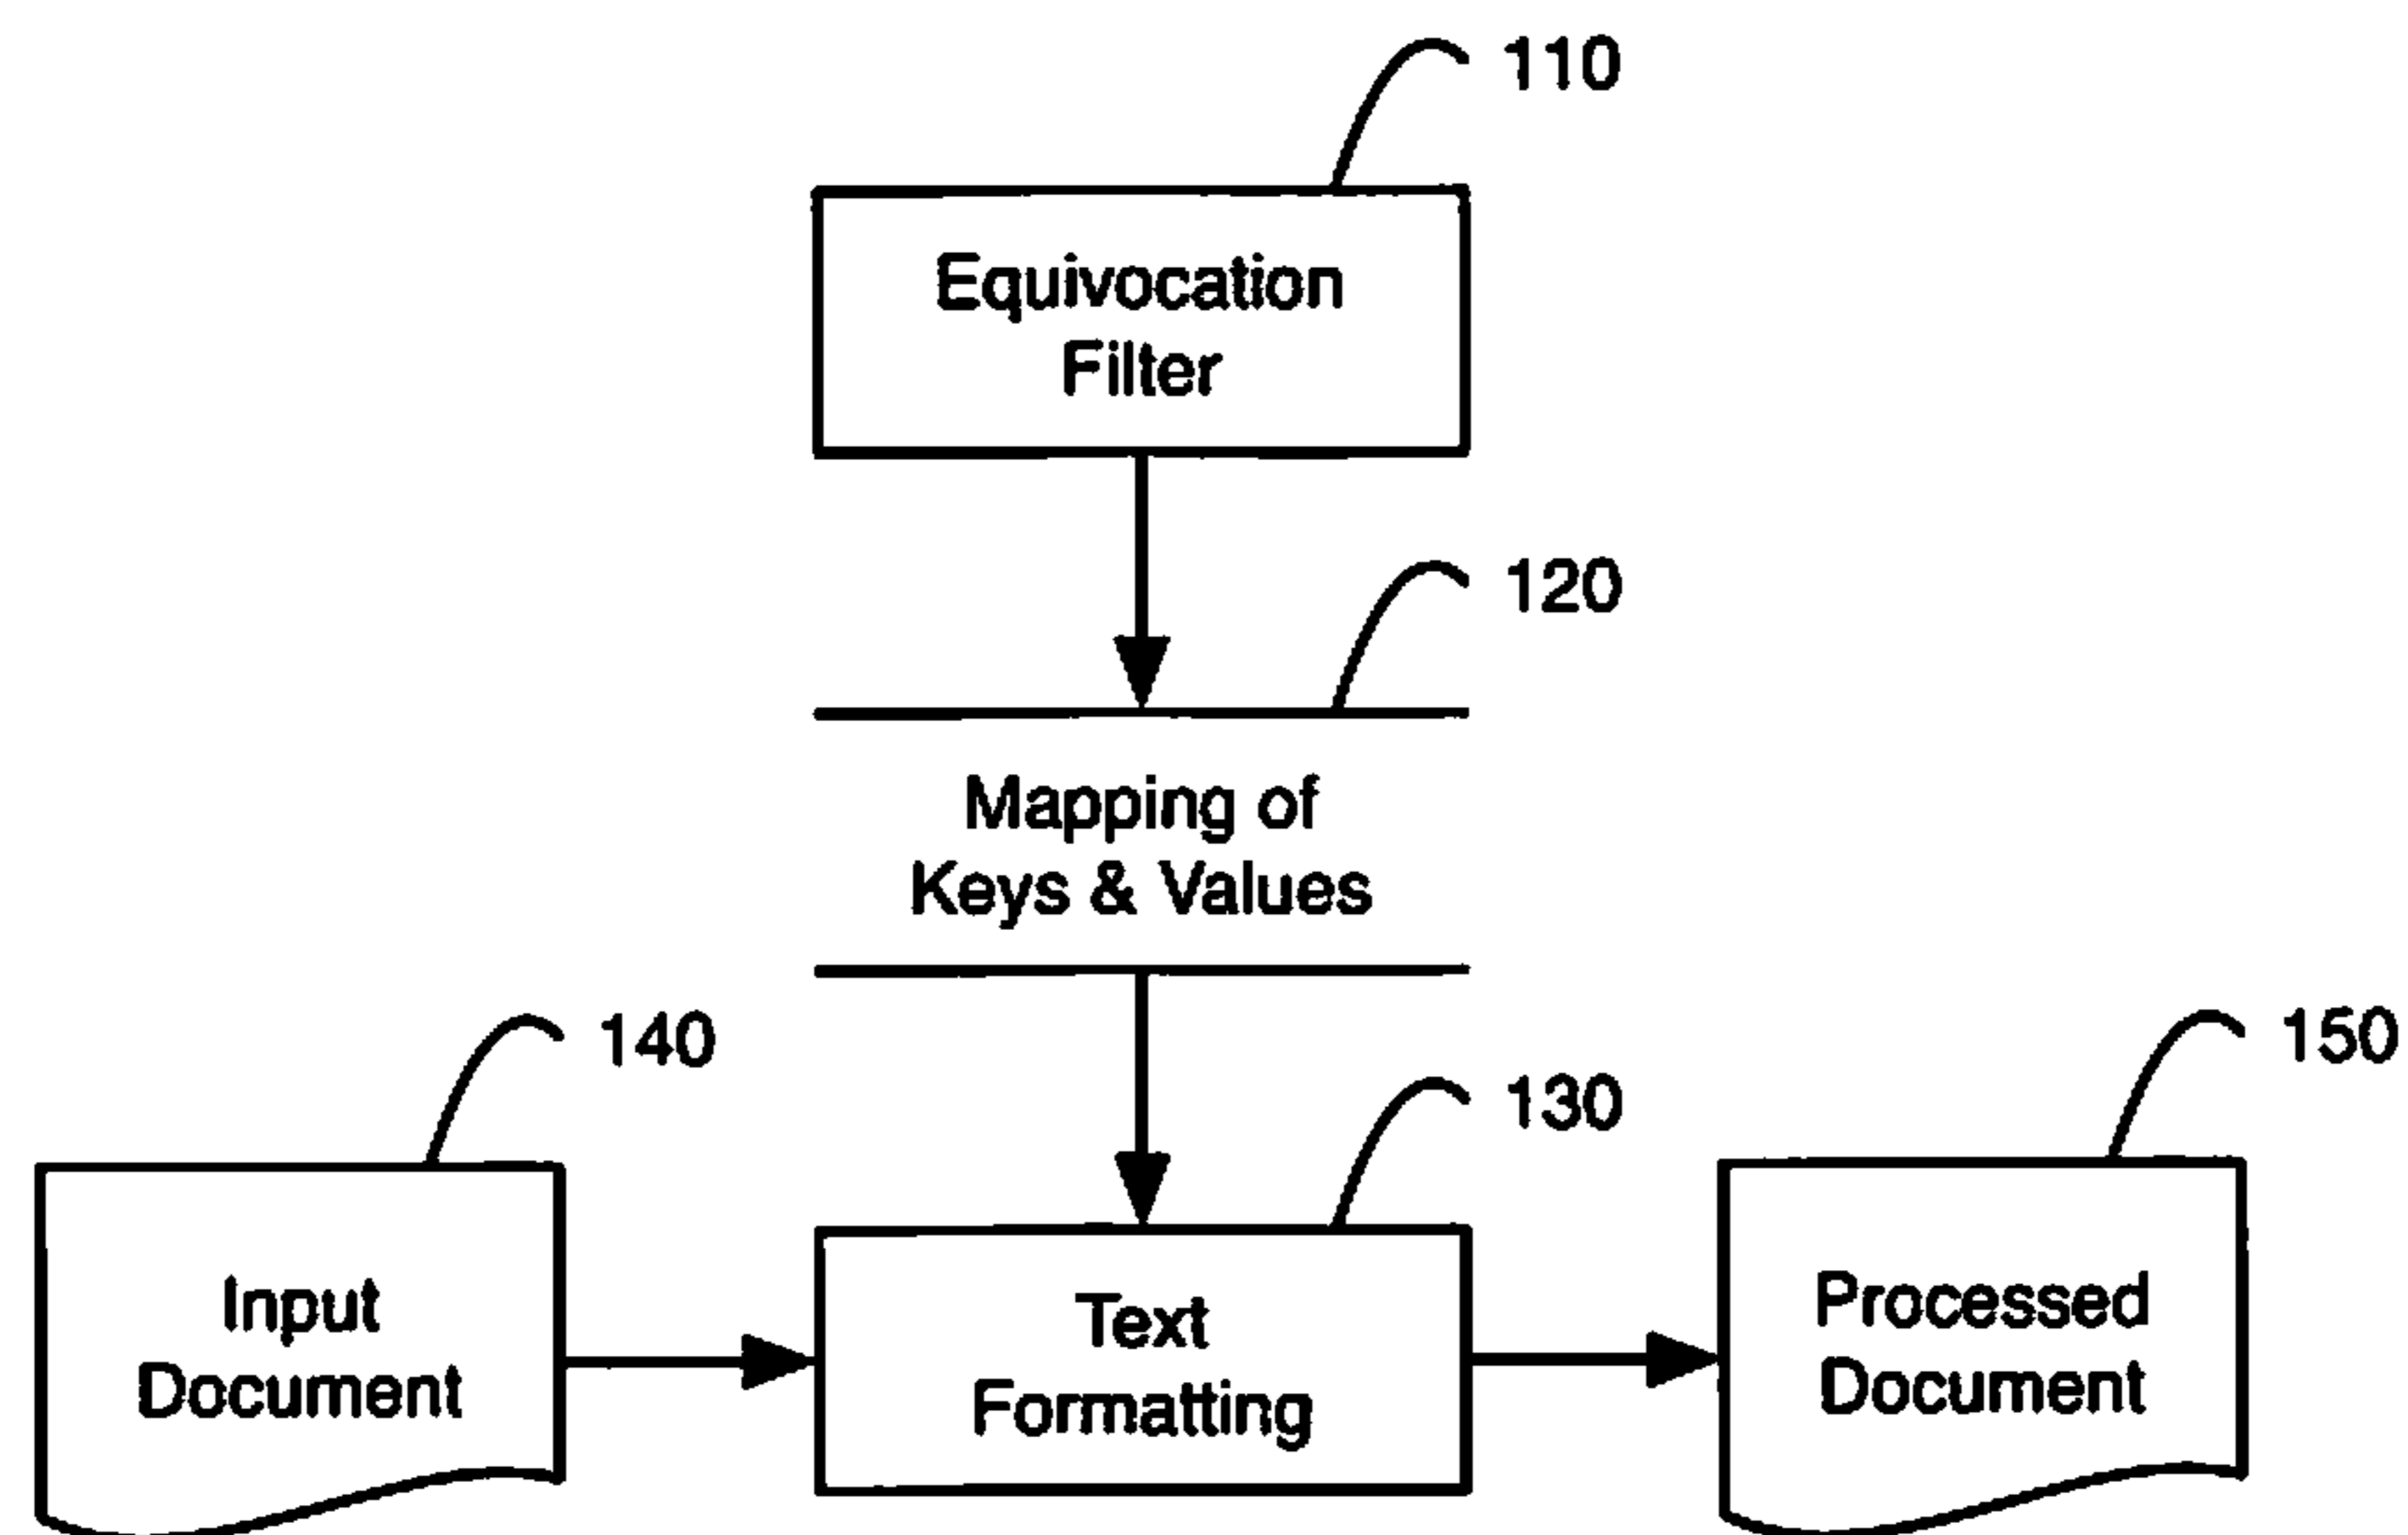 110
Equivocation
Filter
120
Mapping of
Keys & Values
140
130
150
Input
Document
Text
Formatting
Processed
Document